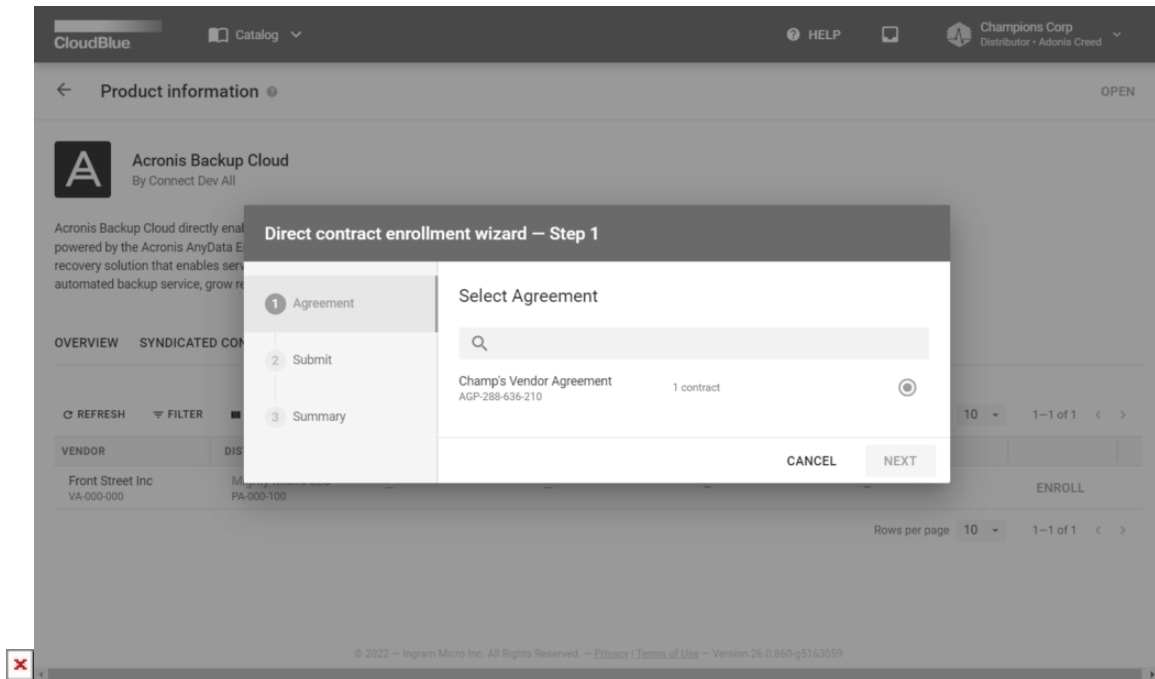 CloudBlue
Catalog
HELP
Champions Corp
Distributor • Adonis Creed
Product information
OPEN
Acronis Backup Cloud
By Connect Dev All
Acronis Backup Cloud directly enal
powered by the Acronis AnyData E
recovery solution that enables serv
automated backup service, grow re
Direct contract enrollment wizard — Step 1
1 Agreement
2 Submit
3 Summary
Select Agreement
Champ's Vendor Agreement
AGP-288-636-210
1 contract
CANCEL
NEXT
OVERVIEW SYNDICATED CON
REFRESH FILTER
10 1–1 of 1
VENDOR DIS
Front Street Inc
VA-000-000
PA-000-100
ENROLL
Rows per page 10 1–1 of 1
© 2022 – Ingram Micro Inc. All Rights Reserved. – Privacy | Terms of Use – Version 26.0.860-g5163059